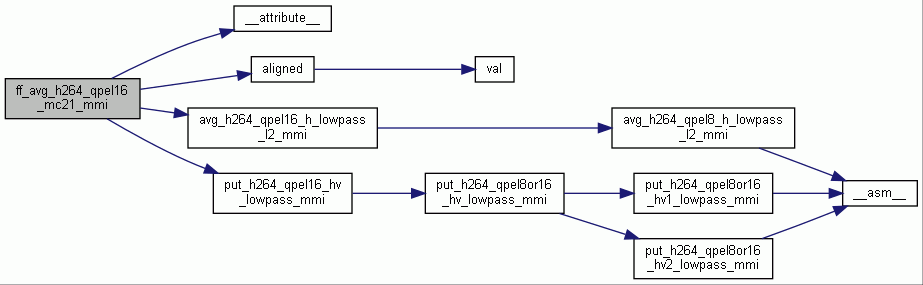 ff_avg_h264_qpel16
_mc21_mmi
__attribute__
aligned
val
avg_h264_qpel16_h_lowpass
_l2_mmi
avg_h264_qpel8_h_lowpass
_l2_mmi
put_h264_qpel16_hv
_lowpass_mmi
put_h264_qpel8or16
_hv_lowpass_mmi
put_h264_qpel8or16
_hv1_lowpass_mmi
put_h264_qpel8or16
_hv2_lowpass_mmi
__asm__